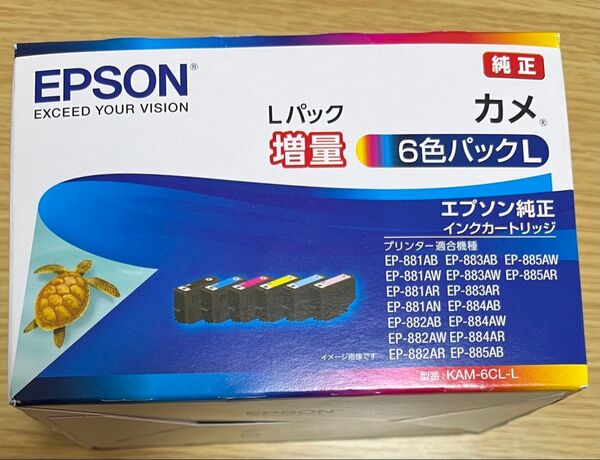 EPSON®
EXCEED YOUR VISION
純正
Lパック
増量
カメ®
6色パックL
エプソン純正
インクカートリッジ
プリンター適合機種
EP-881AB EP-883AB EP-885AW
EP-881AW EP-883AW EP-885AR
EP-881AR EP-883AR
EP-881AN EP-884AB
EP-882AB EP-884AW
EP-882AW EP-884AR
EP-882AR EP-885AB
イメージ画像です
型番:KAM-6CL-L
EPSON